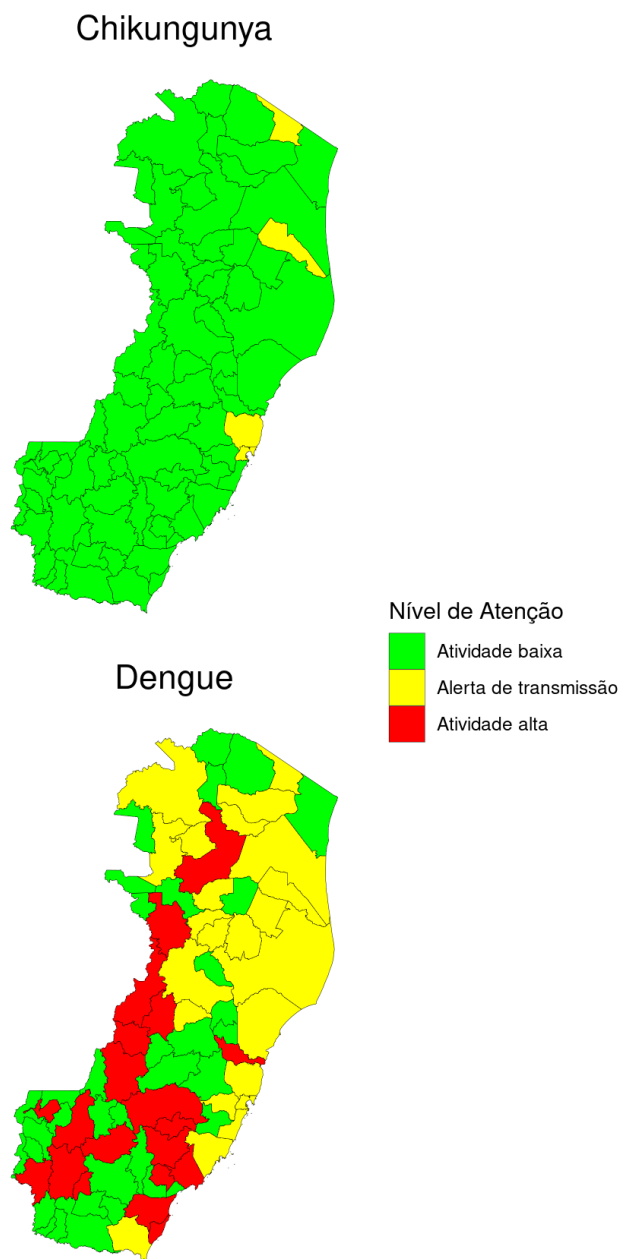 Chikungunya
Nível de Atenção
Atividade baixa
Alerta de transmissão
Atividade alta
Dengue